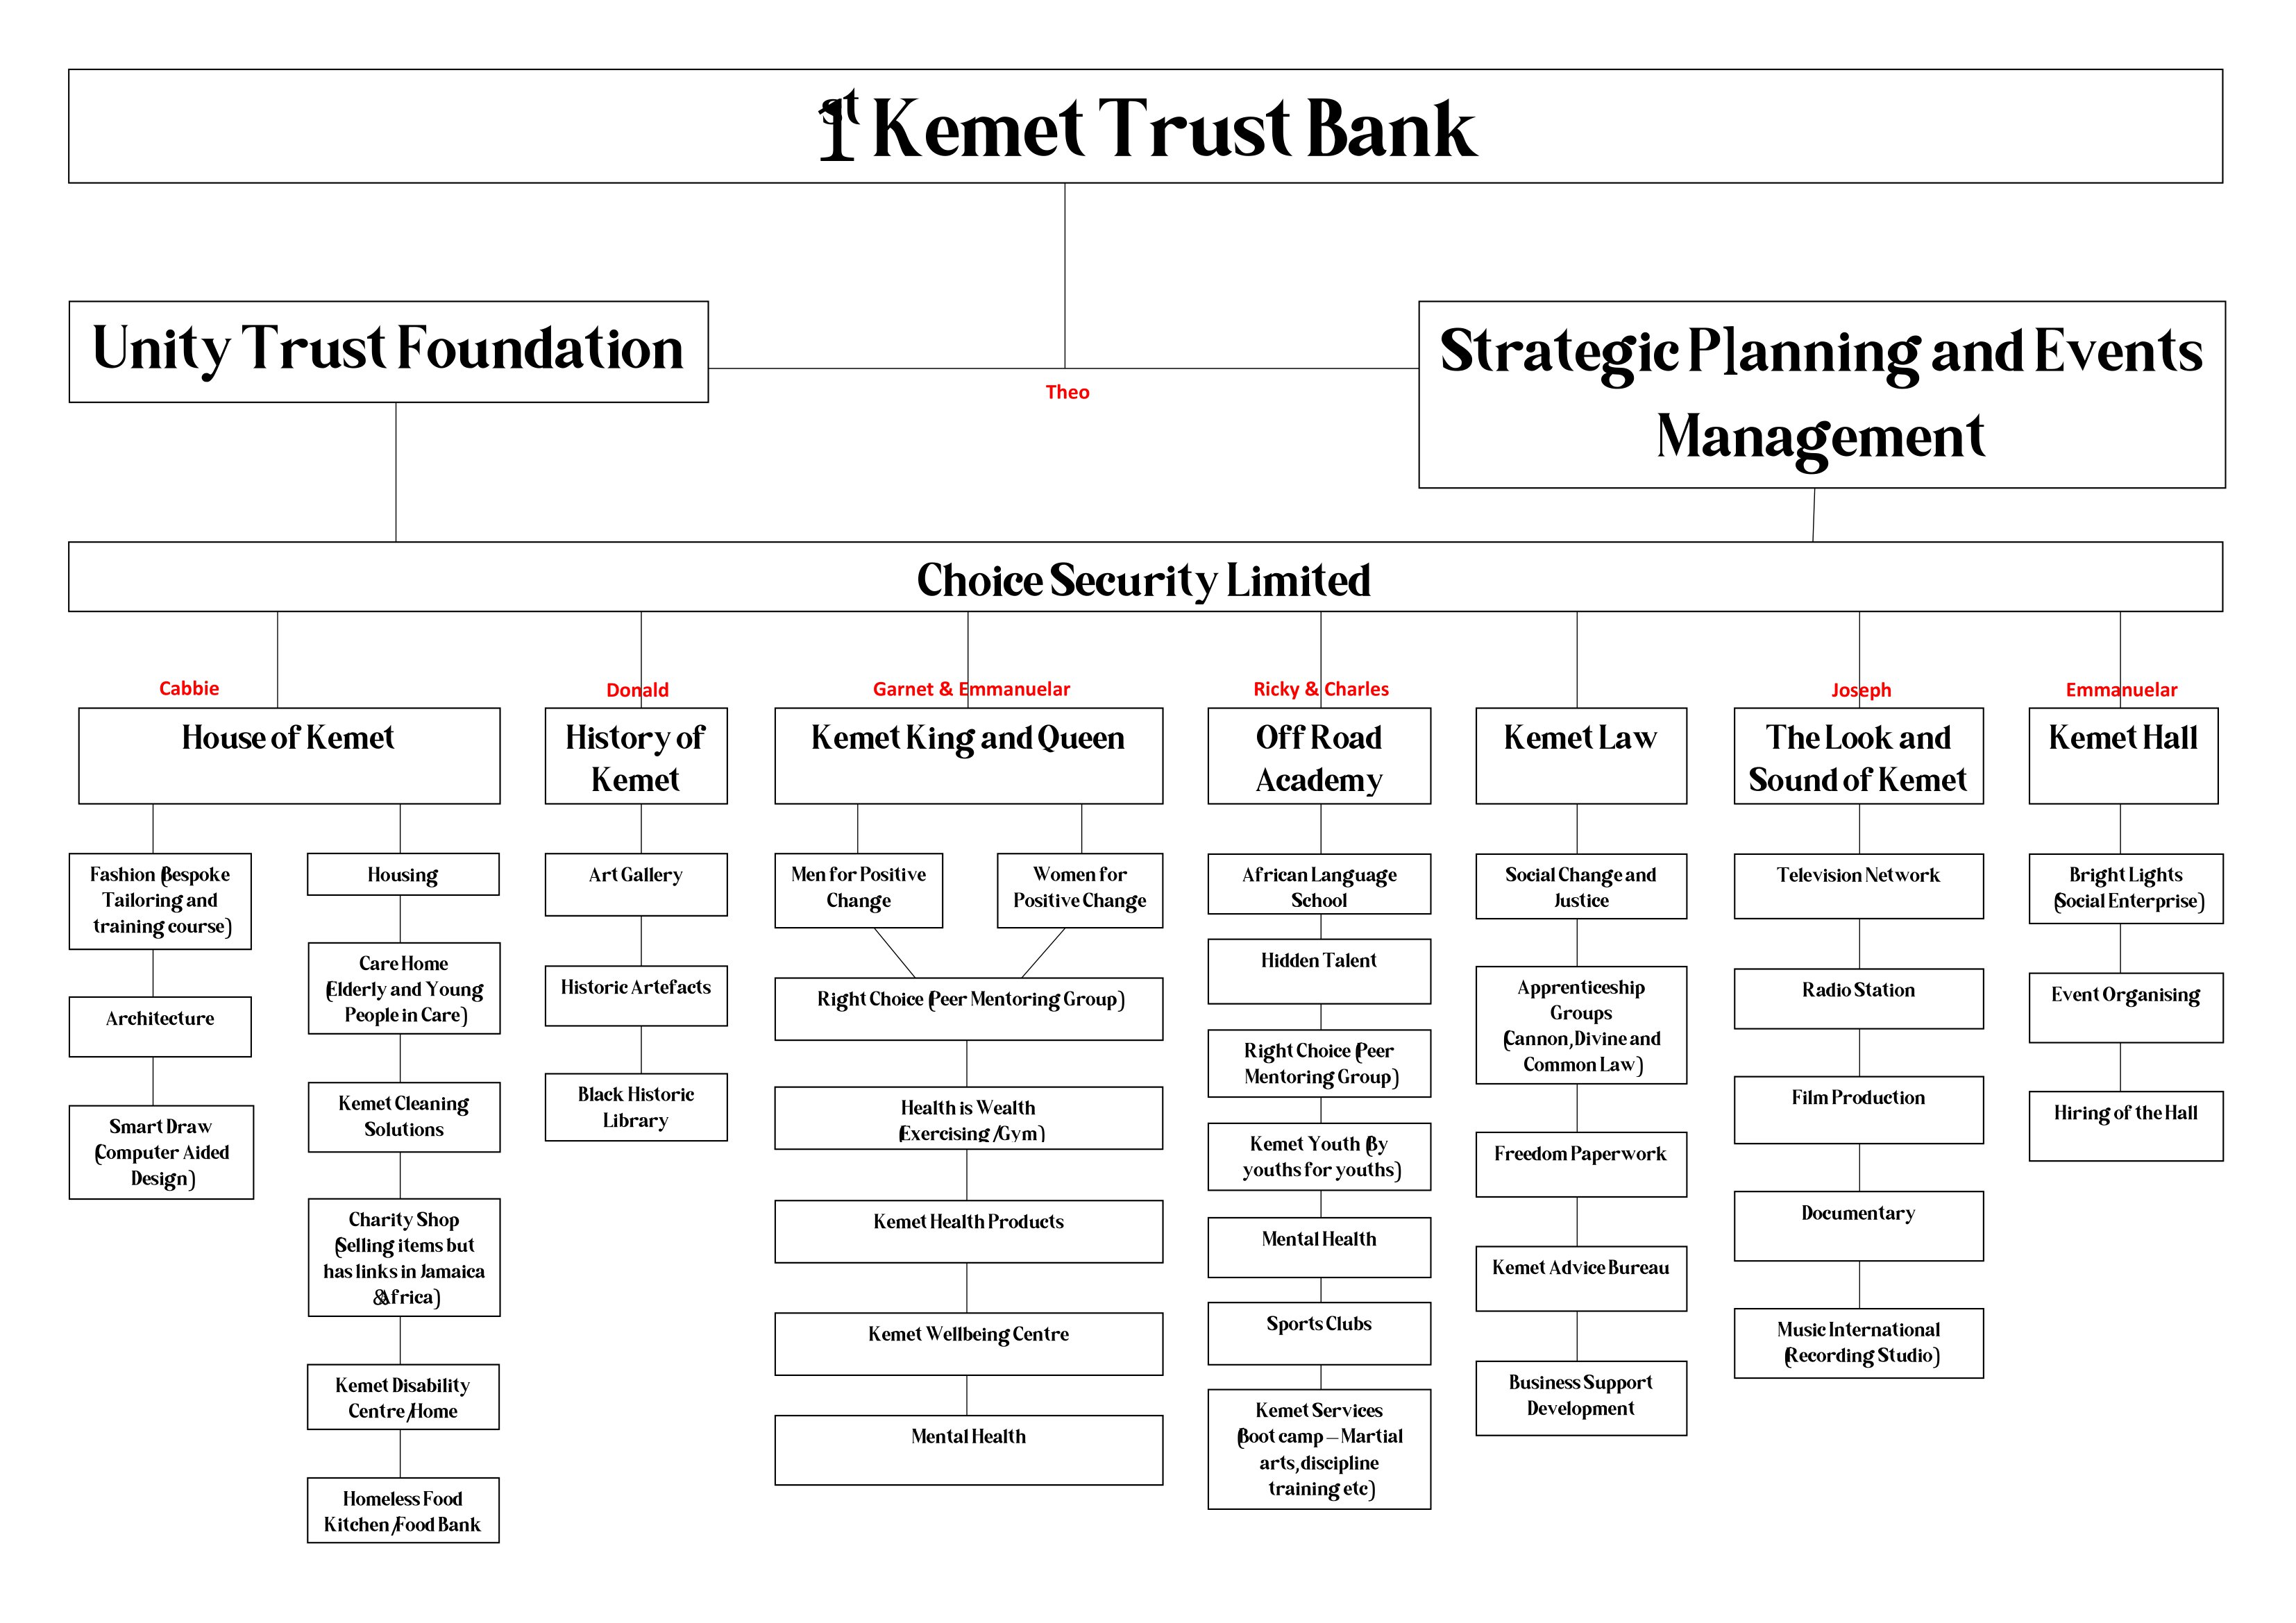 1st Kemet Trust Bank
Unity Trust Foundation
Strategic Planning and Events
Management
Theo
Choice Security Limited
Cabbie
Donald
Garnet & Emmanuelar
Ricky & Charles
Joseph
Emmanuelar
House of Kemet
History of
Kemet
Kemet King and Queen
Off Road
Academy
Kemet Law
The Look and
Sound of Kemet
Kemet Hall
Fashion (Bespoke
Tailoring and
training course)
Architecture
Smart Draw
(Computer Aided
Design)
Housing
Care Home
(Elderly and Young
People in Care)
Kemet Cleaning
Solutions
Charity Shop
(Selling items but
has links in Jamaica
&Africa)
Kemet Disability
Centre/Home
Homeless Food
Kitchen/Food Bank
Art Gallery
Historic Artefacts
Black Historic
Library
Men for Positive
Change
Women for
Positive Change
Right Choice (Peer Mentoring Group)
Health is Wealth
(Exercising /Gym)
Kemet Health Products
Kemet Wellbeing Centre
Mental Health
African Language
School
Hidden Talent
Right Choice (Peer
Mentoring Group)
Kemet Youth (By
youths for youths)
Mental Health
Sports Clubs
Kemet Services
(Boot camp – Martial
arts, discipline
training etc)
Social Change and
Justice
Apprenticeship
Groups
(Cannon, Divine and
Common Law)
Freedom Paperwork
Kemet Advice Bureau
Business Support
Development
Television Network
Radio Station
Film Production
Documentary
Music International
(Recording Studio)
Bright Lights
(Social Enterprise)
Event Organising
Hiring of the Hall